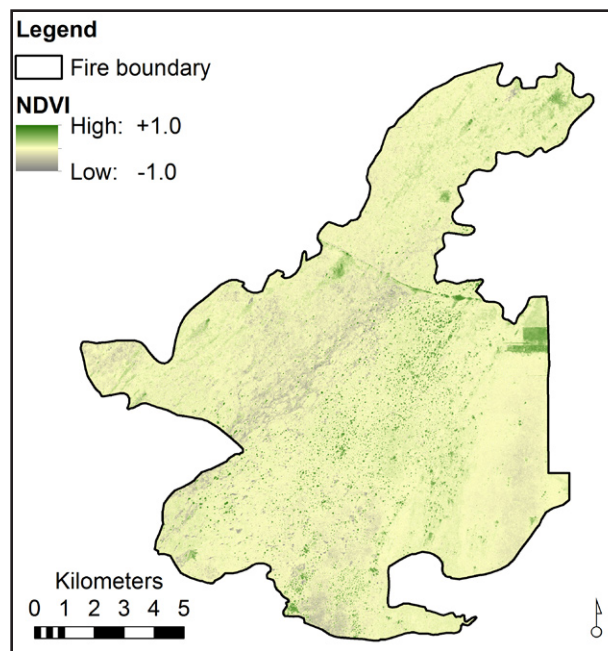 Legend
Fire boundary
NDVI
High: +1.0
Low: -1.0
Kilometers
0 1 2 3 4 5